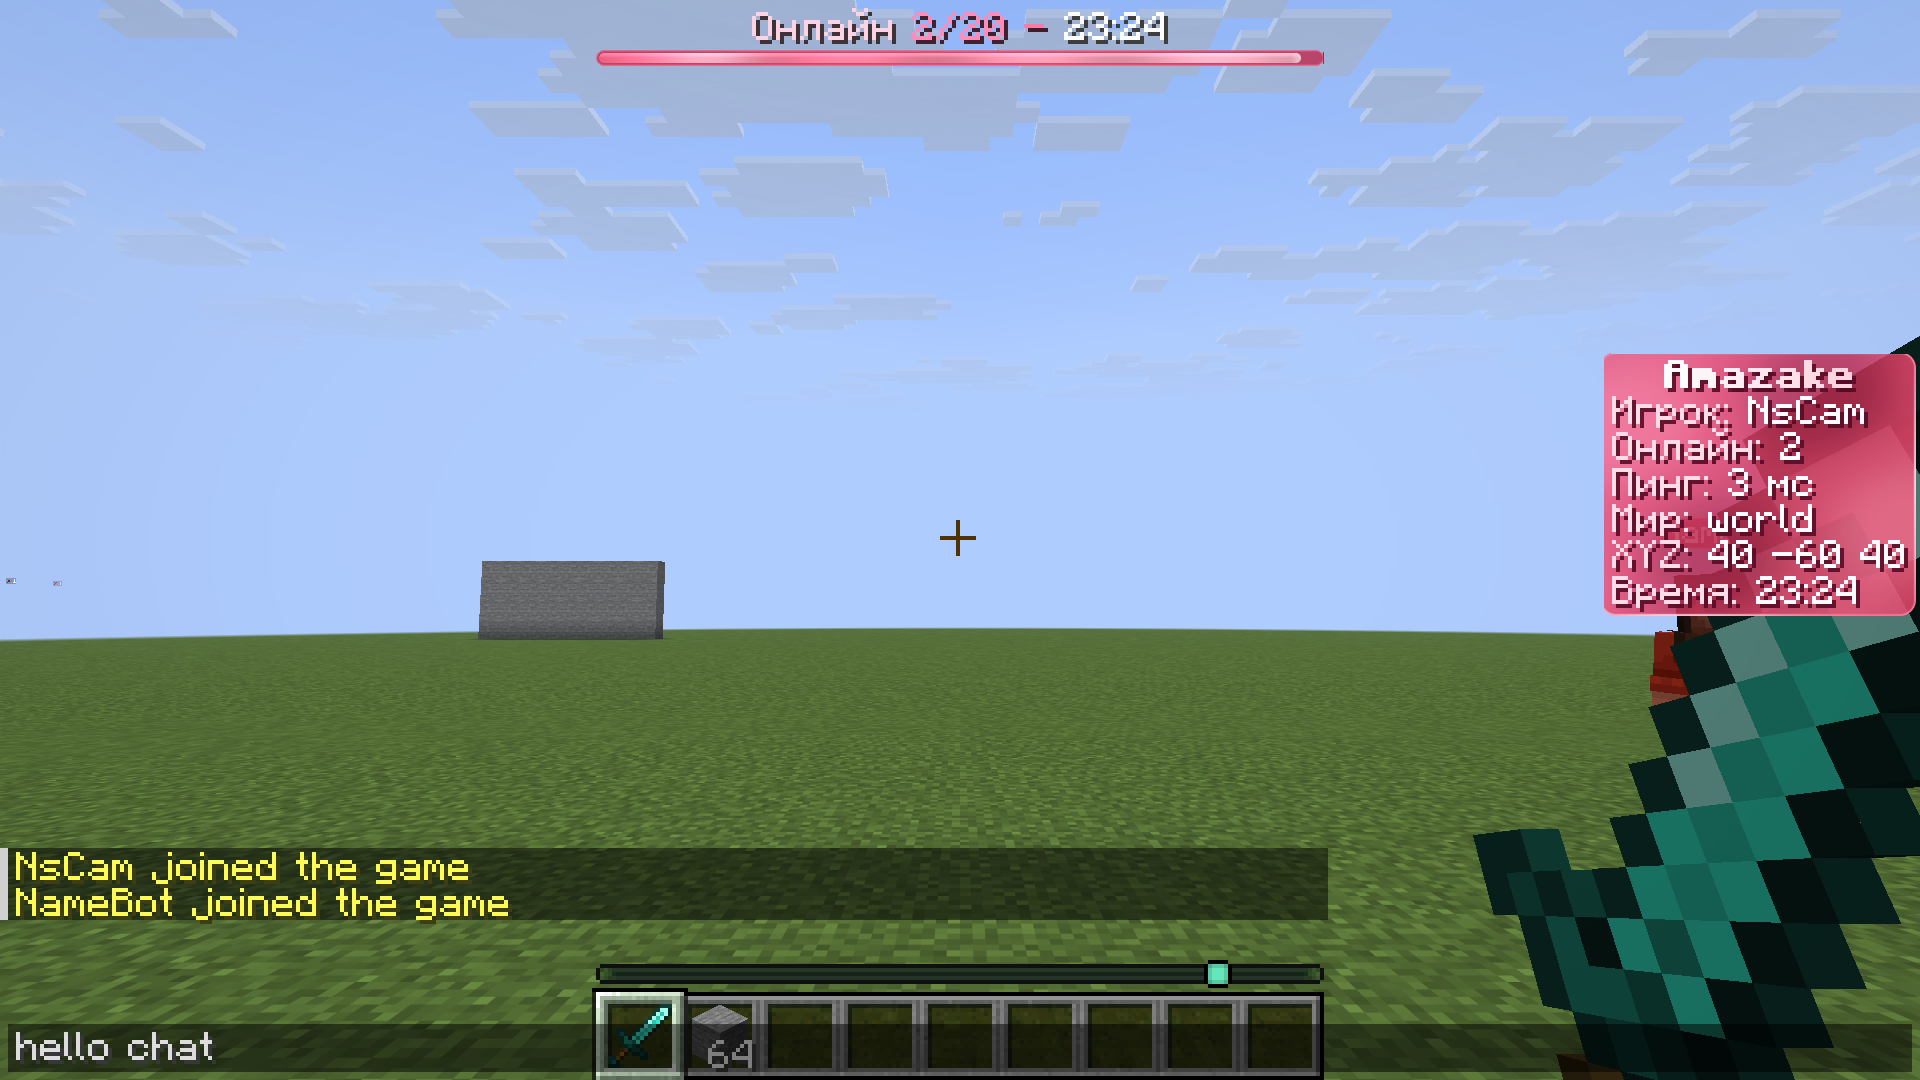 Онлайн 2/20 - 23:24
Amazake
Игрок: NsCam
Онлайн: 2
Пинг: 3 мс
Мир: world
XYZ: 40 -60 40
Время: 23:24
NsCam joined the game
NameBot joined the game
64
hello chat